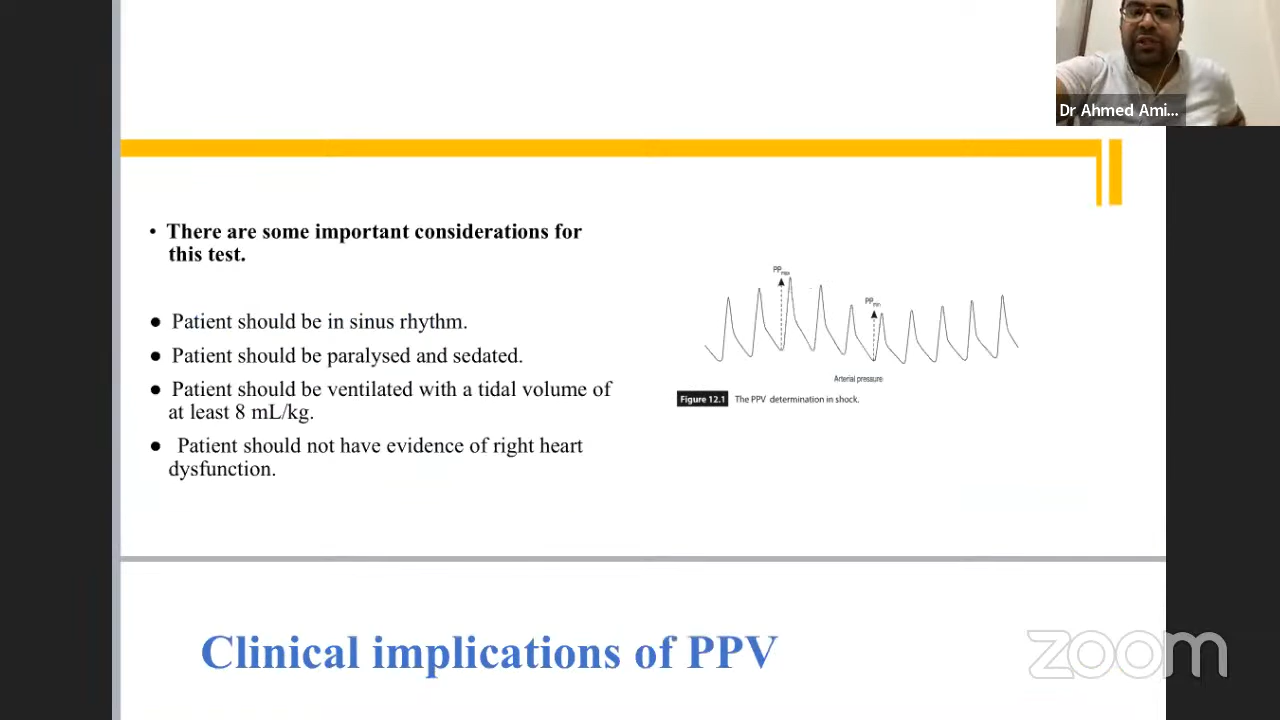 Dr Ahmed Ami...
• There are some important considerations for
this test.
● Patient should be in sinus rhythm.
● Patient should be paralysed and sedated.
● Patient should be ventilated with a tidal volume of
at least 8 mL/kg.
● Patient should not have evidence of right heart
dysfunction.
PPmax
PPmin
Arterial pressure
Figure 12.1 The PPV determination in shock.
Clinical implications of PPV
zoom